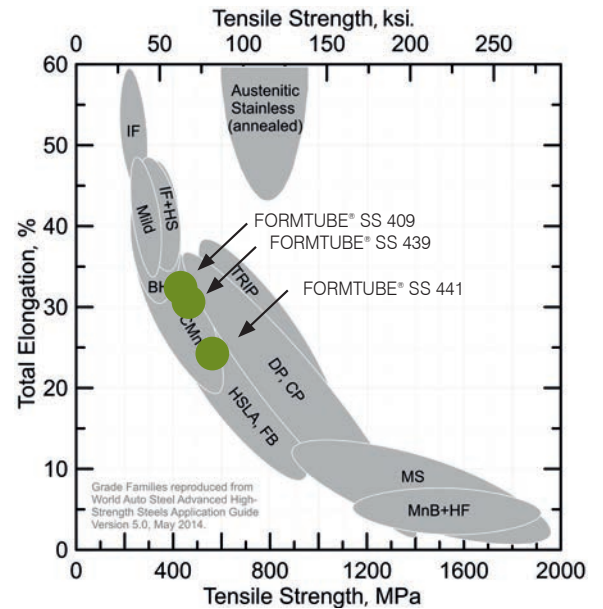 Tensile Strength, ksi.
0 50 100 150 200 250
60
50
40
30
20
10
0
Total Elongation, %
IF
Austenitic
Stainless
(annealed)
IF+HS
Mild
FORMTUBE® SS 409
FORMTUBE® SS 439
FORMTUBE® SS 441
TRIP
BH
CMn
DP, CP
HSLA, FB
MS
MnB+HF
Grade Families reproduced from
World Auto Steel Advanced High-
Strength Steels Application Guide
Version 5.0, May 2014.
0 400 800 1200 1600 2000
Tensile Strength, MPa